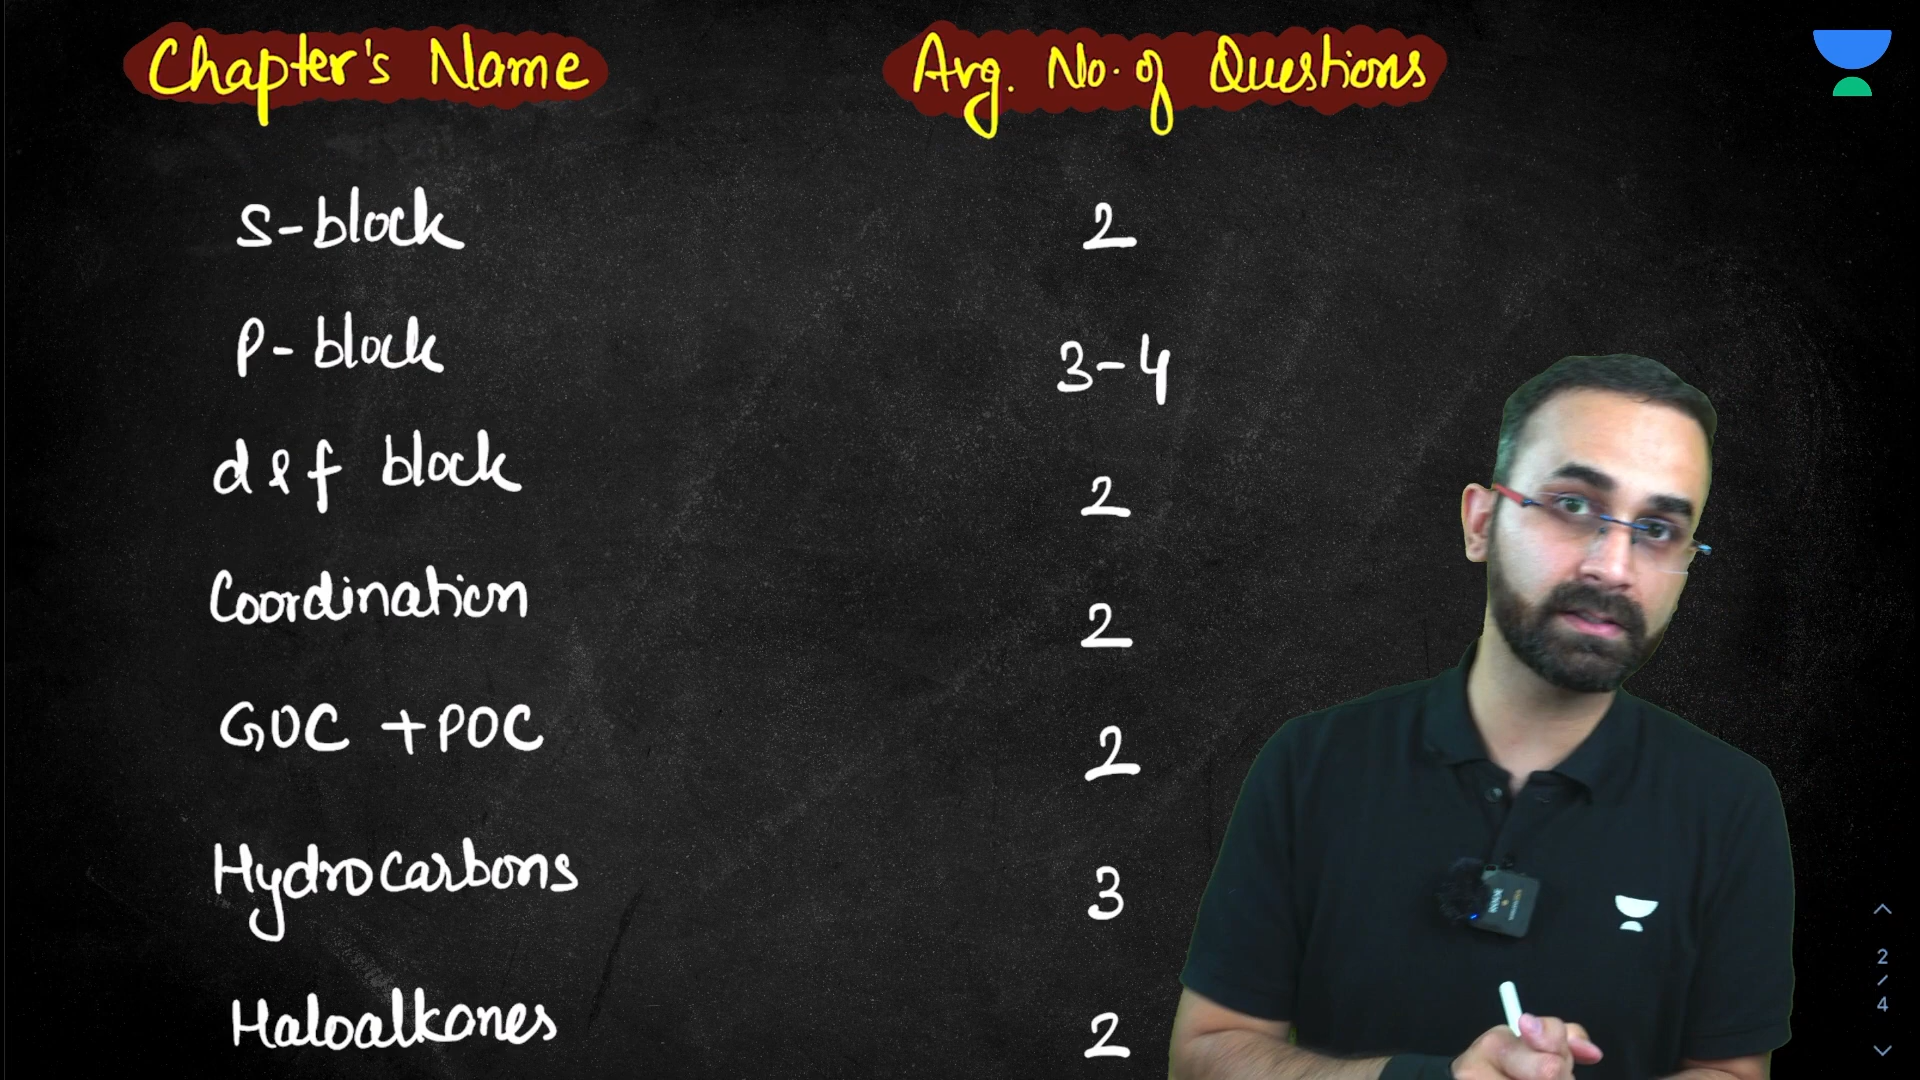 Chapter's Name Avg. No. of Questions
S-block 2
P-block 3-4
d & f block 2
Coordination 2
GOC + POC 2
Hydrocarbons 3
Haloalkanes 2
2
/
4